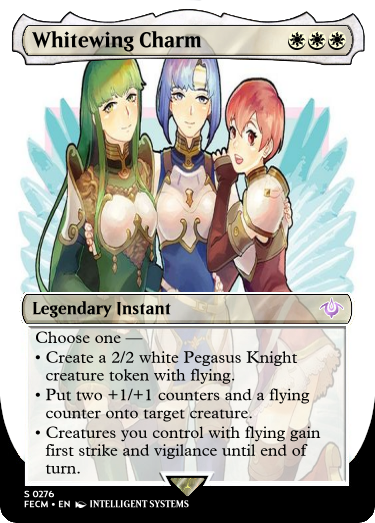 Whitewing Charm
Legendary Instant
Choose one —
• Create a 2/2 white Pegasus Knight
creature token with flying.
• Put two +1/+1 counters and a flying
counter onto target creature.
• Creatures you control with flying gain
first strike and vigilance until end of
turn.
S 0276
FECM • EN INTELLIGENT SYSTEMS